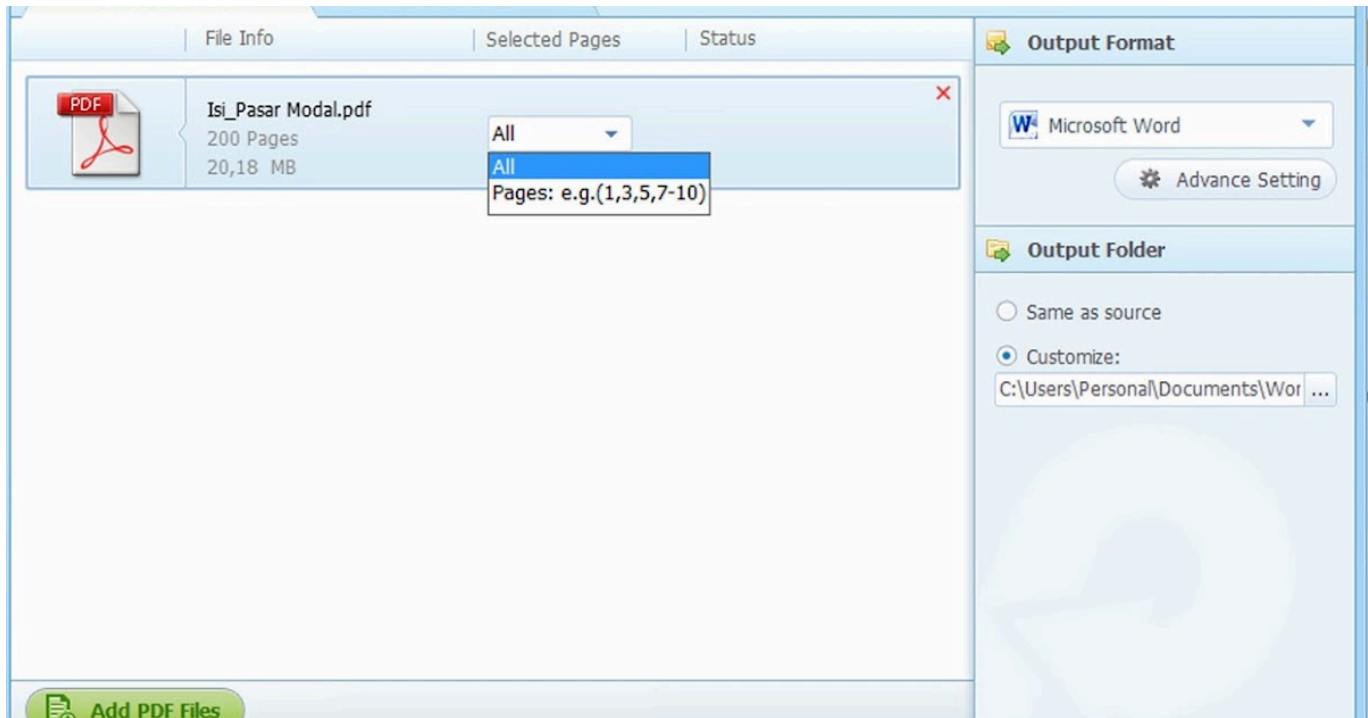 File Info
Selected Pages
Status
Output Format
PDF
Isi_Pasar Modal.pdf
200 Pages
20,18 MB
All
All
Pages: e.g.(1,3,5,7-10)
Microsoft Word
Advance Setting
Output Folder
Same as source
Customize:
C:\Users\Personal\Documents\Wor ...
Add PDF Files